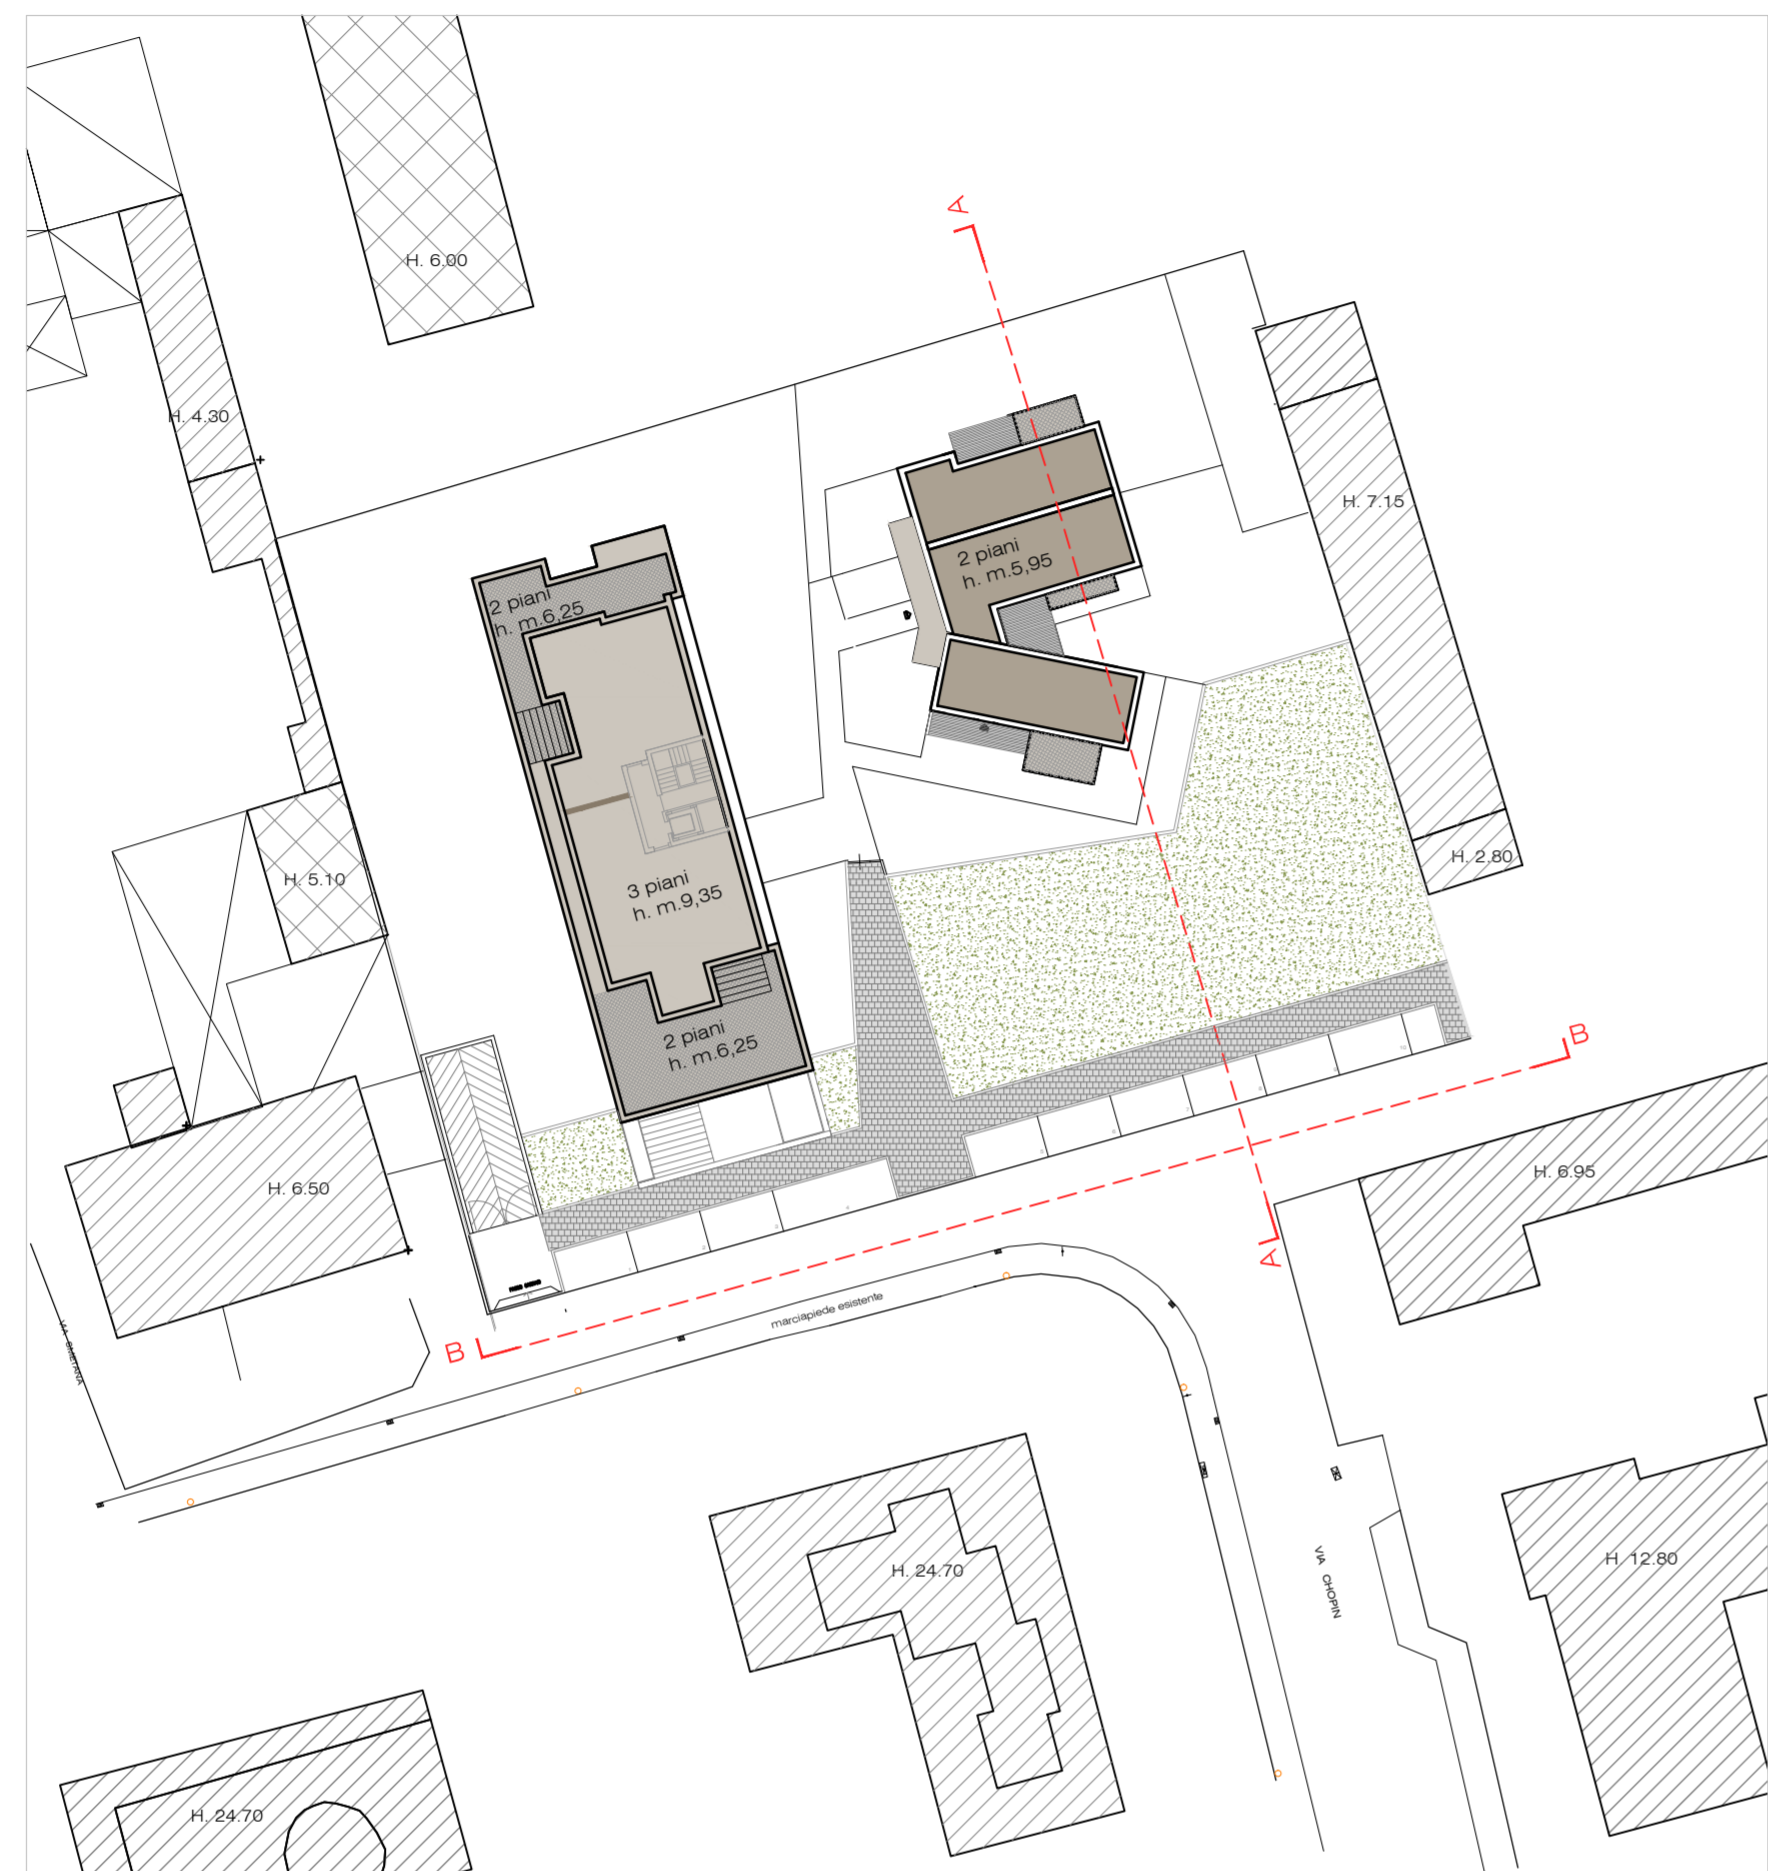 A
H. 6.00
H. 4.30
H. 7.15
2 piani
h. m.5,95
2 piani
h. m.6,25
H. 5.10
3 piani
h. m.9,35
H. 2.80
2 piani
h. m.6,25
B
H. 6.50
H. 6.95
A
marciapiede esistente
B
VIA SMETANA
H. 24.70
VIA CHOPIN
H. 12.80
H. 24.70